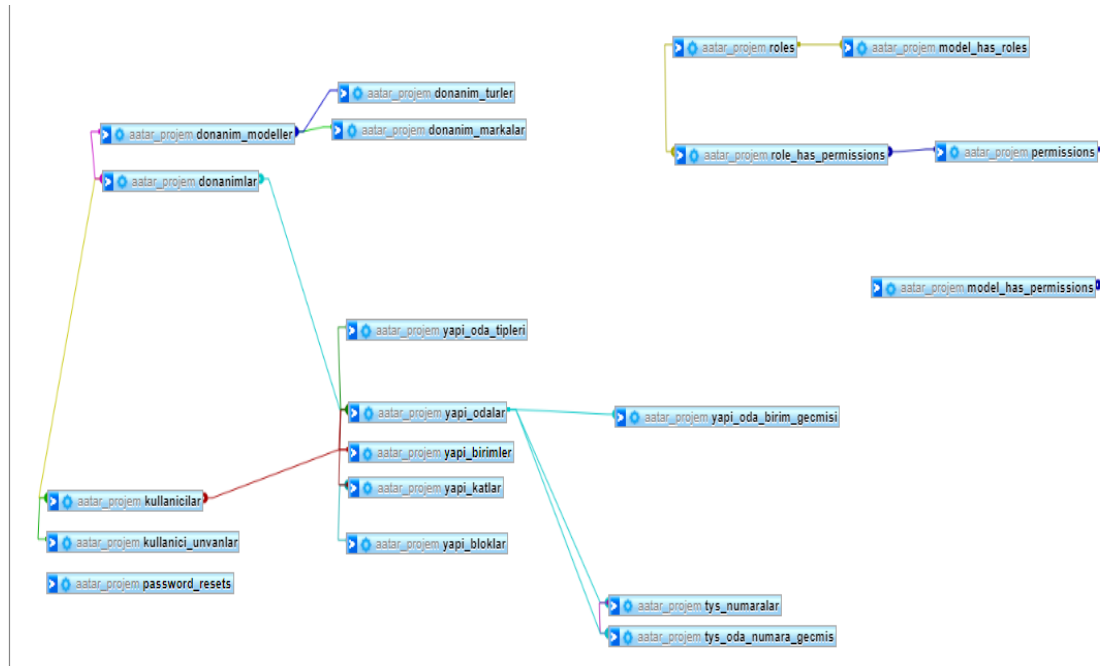 aatar_projem roles
aatar_projem model_has_roles
aatar_projem donanim_turler
aatar_projem donanim_modeller
aatar_projem donanim_markalar
aatar_projem role_has_permissions
aatar_projem permissions
aatar_projem donanimlar
aatar_projem model_has_permissions
aatar_projem yapi_oda_tipleri
aatar_projem yapi_odalar
aatar_projem yapi_oda_birim_gecmisi
aatar_projem yapi_birimler
aatar_projem yapi_katlar
aatar_projem kullanicilar
aatar_projem kullanici_unvanlar
aatar_projem yapi_bloklar
aatar_projem password_resets
aatar_projem tys_numaralar
aatar_projem tys_oda_numara_gecmis